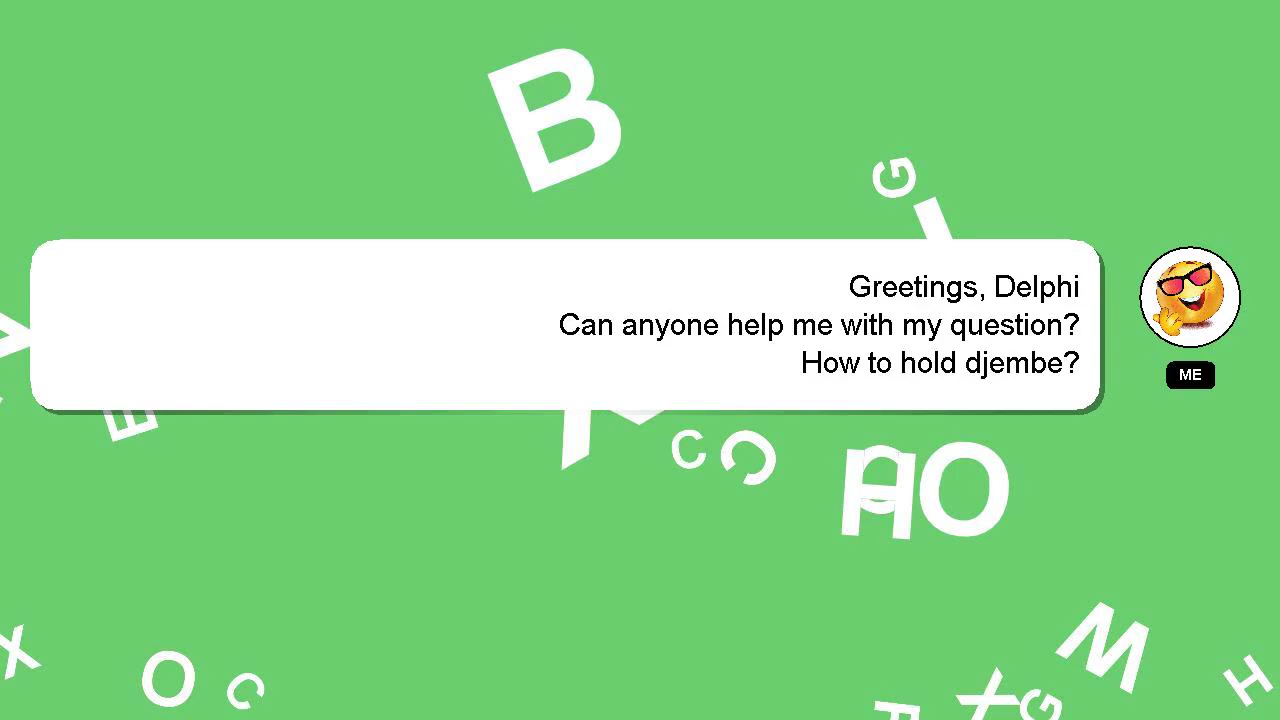 B
G
Greetings, Delphi
Can anyone help me with my question?
How to hold djembe?
ME
E
C
C
H
O
O
X
O
C
M
H
X
G